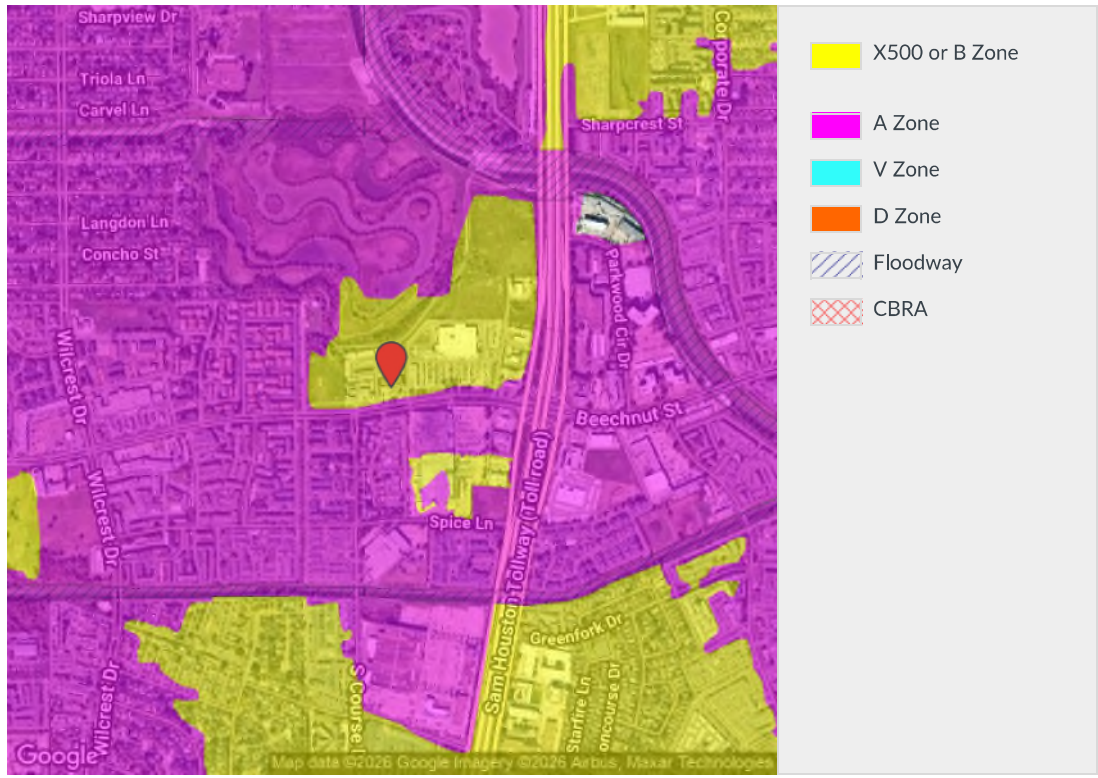 Sharpview Dr
Corporate Dr
X500 or B Zone
Triola Ln
Carvel Ln
Sharpcrest St
A Zone
V Zone
Langdon Ln
D Zone
Concho St
Floodway
Parkwood Cir Dr
CBRA
Wilcrest Dr
Beechnut St
Wilcrest Dr
Spice Ln
Sam Houston Tollway (Toll road)
Greenfork Dr
Wilcrest Dr
S Course
Starfire Ln
oncourse Dr
Google
Map data ©2026 Google Imagery ©2026 Airbus, Maxar Technologies